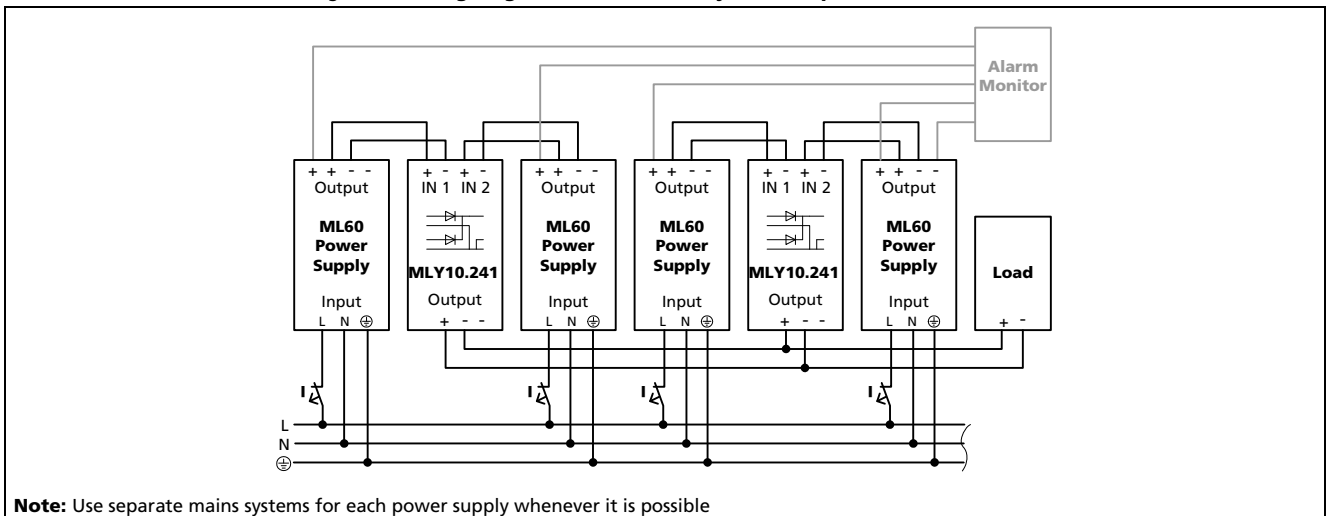 Alarm
Monitor
+ + - -
Output
ML60
Power
Supply
Input
L N
+ - + -
IN 1 IN 2
MLY10.241
Output
+ - -
+ + - -
Output
ML60
Power
Supply
Input
L N
+ + - -
Output
ML60
Power
Supply
Input
L N
+ - + -
IN 1 IN 2
MLY10.241
Output
+ - -
+ + - -
Output
ML60
Power
Supply
Input
L N
Load
+ -
I
I
I
I
L
N
Note: Use separate mains systems for each power supply whenever it is possible